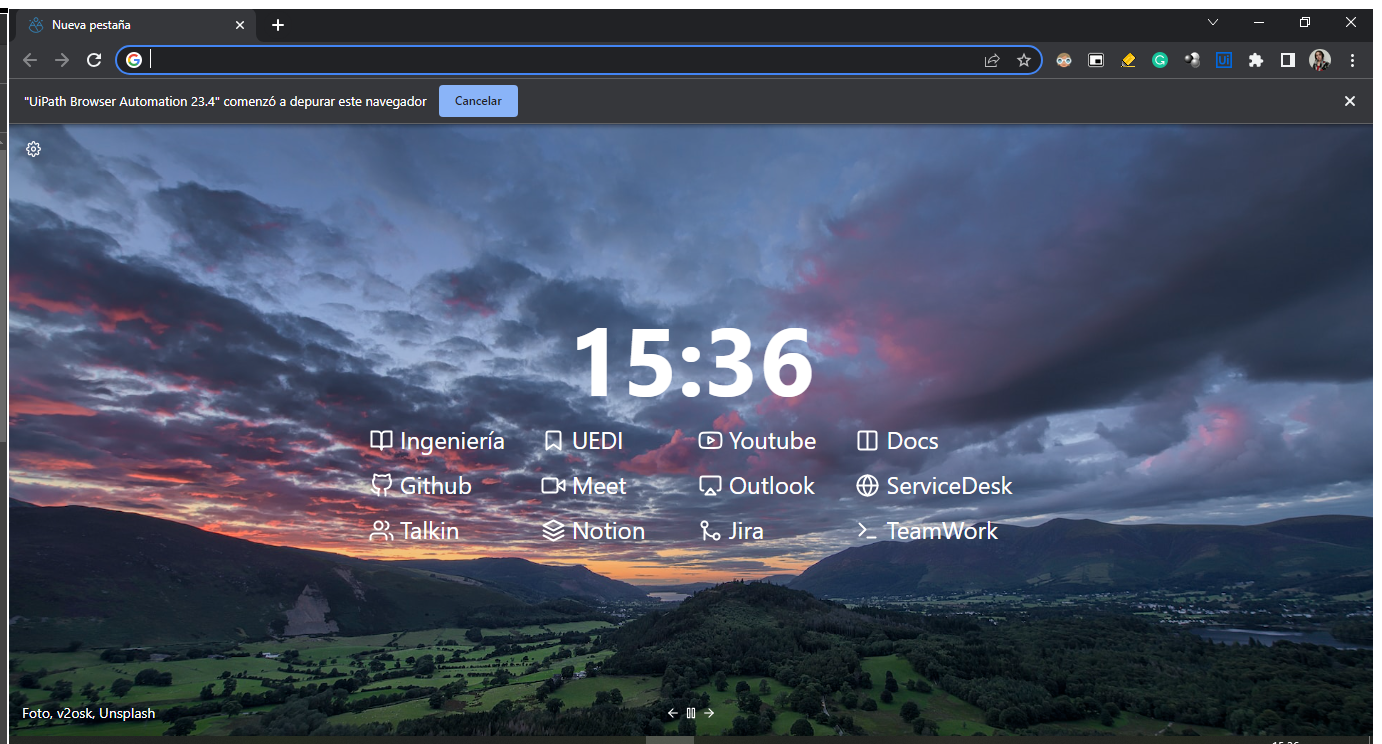 Nueva pestaña
"UiPath Browser Automation 23.4" comenzó a depurar este navegador Cancelar
15:36
Ingeniería UEDI Youtube Docs
Github Meet Outlook ServiceDesk
Talkin Notion Jira TeamWork
Foto, v2osk, Unsplash